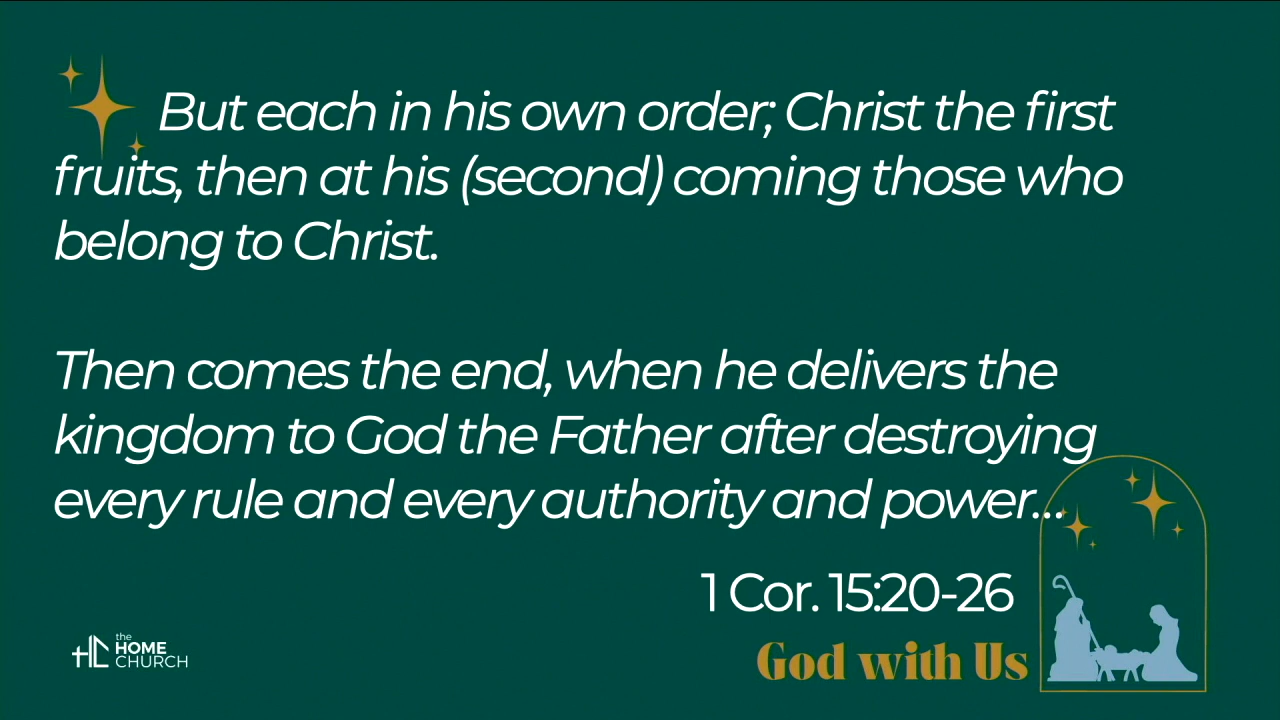 But each in his own order; Christ the first
fruits, then at his (second) coming those who
belong to Christ.
Then comes the end, when he delivers the
kingdom to God the Father after destroying
every rule and every authority and power...
1 Cor. 15:20-26
God with Us
the
HOME
CHURCH